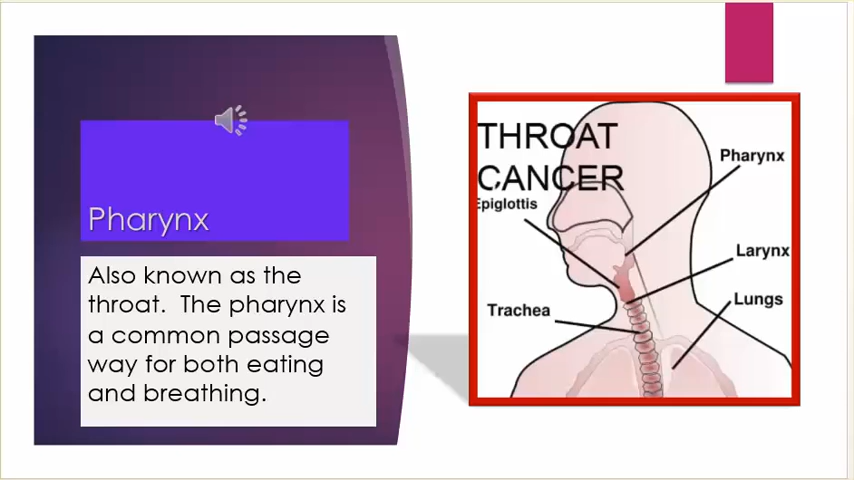 Pharynx
Also known as the
throat.  The pharynx is
a common passage
way for both eating
and breathing.
THROAT
CANCER
Pharynx
Epiglottis
Larynx
Lungs
Trachea